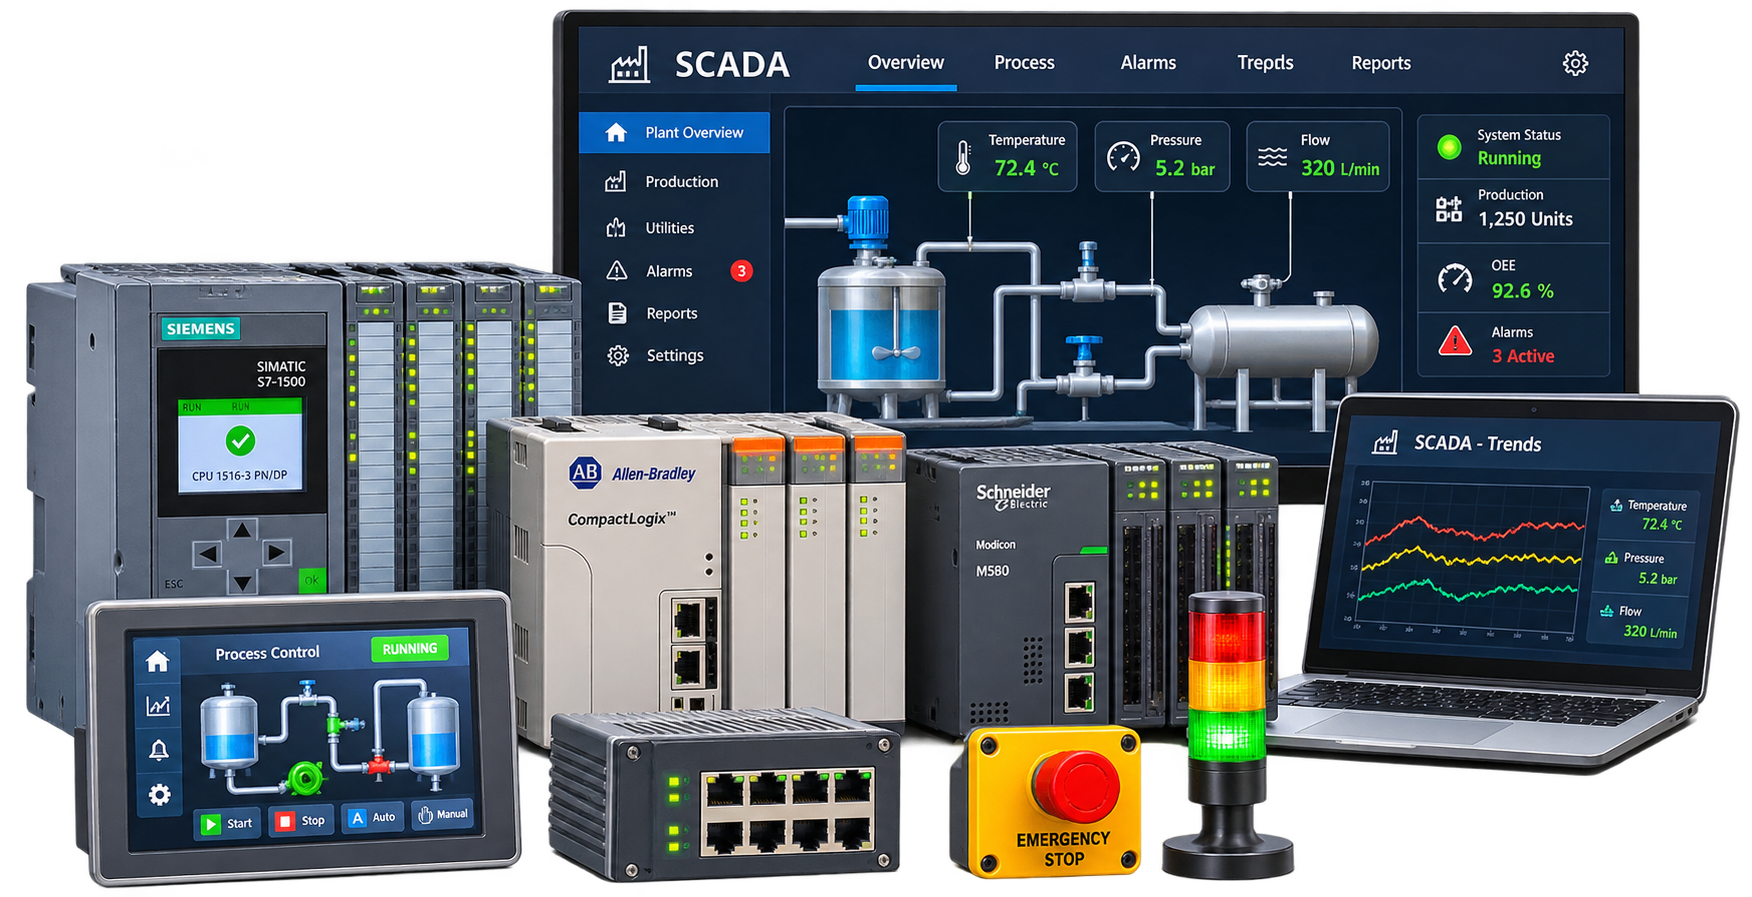 SCADA
Overview
Process
Alarms
Trepds
Reports
Plant Overview
Production
Utilities
Alarms
3
Reports
Settings
Temperature
72.4 °C
Pressure
5.2 bar
Flow
320 L/min
System Status
Running
Production
1,250 Units
OEE
92.6 %
Alarms
3 Active
SIEMENS
SIMATIC
S7-1500
RUN RUN
CPU 1516-3 PN/DP
ESC
ok
AB Allen-Bradley
CompactLogix™
Schneider
Electric
Modicon
M580
SCADA - Trends
Temperature
72.4 °C
Pressure
5.2 bar
Flow
320 L/min
Process Control
RUNNING
Start
Stop
A Auto
Manual
EMERGENCY
STOP